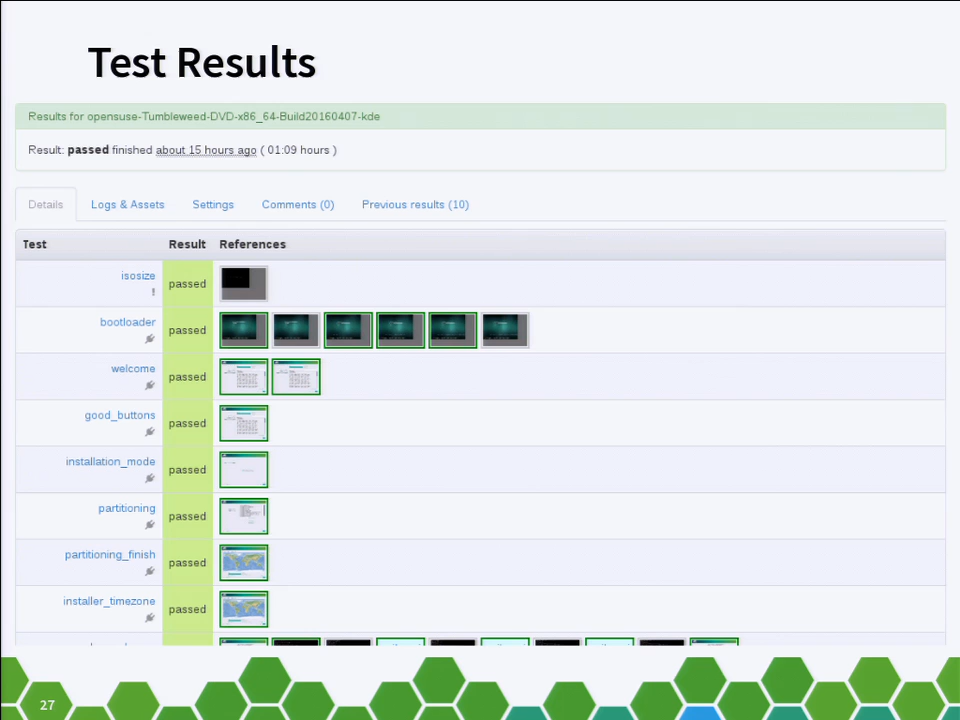 Test Results
Results for opensuse-Tumbleweed-DVD-x86_64-Build20160407-kde
Result: passed finished about 15 hours ago ( 01:09 hours )
Details Logs & Assets Settings Comments (0) Previous results (10)
Test Result References
isosize passed
!
bootloader passed
welcome passed
good_buttons passed
installation_mode passed
partitioning passed
partitioning_finish passed
installer_timezone passed
27